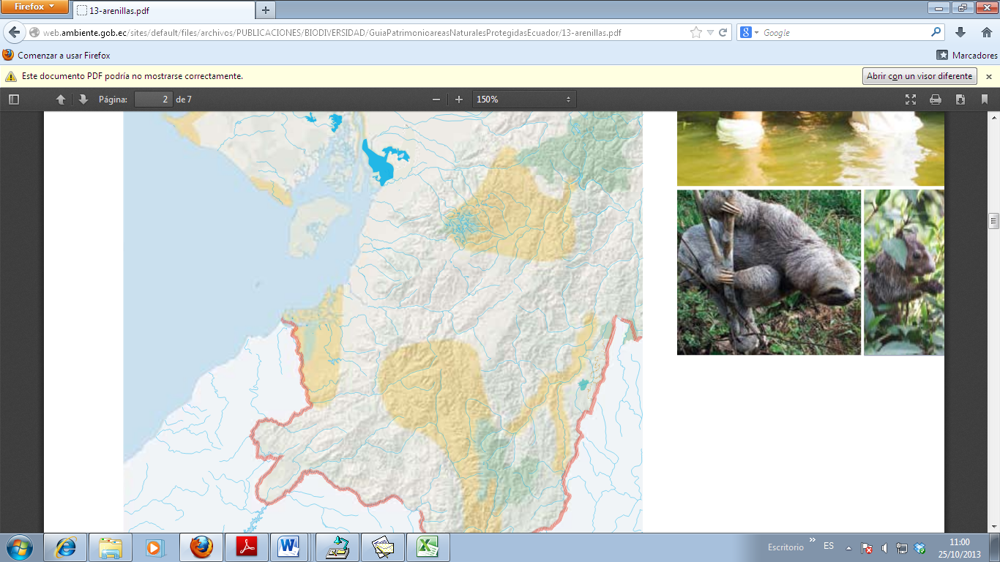 Firefox
13-arenillas.pdf
web.ambiente.gob.ec/sites/default/files/archivos/PUBLICACIONES/BIODIVERSIDAD/GuiaPatrimonioareasNaturalesProtegidasEcuador/13-arenillas.pdf
Google
Comenzar a usar Firefox
Marcadores
Este documento PDF podría no mostrarse correctamente.
Abrir con un visor diferente
Página: 2 de 7
150%
Escritorio
ES
11:00
25/10/2013